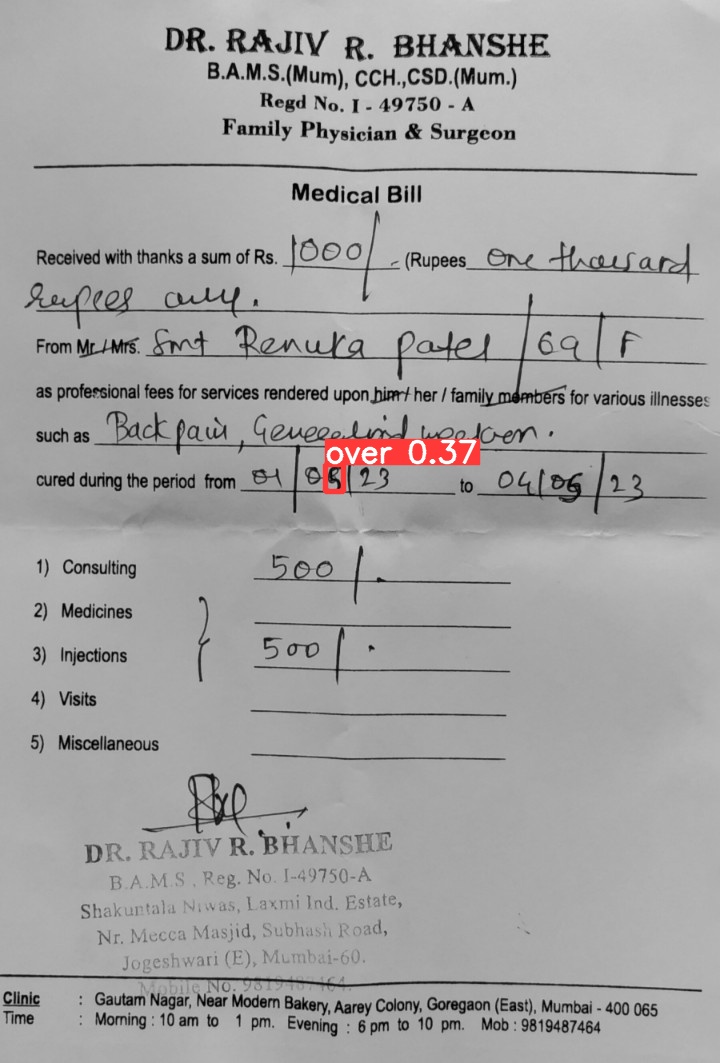 DR. RAJIV R. BHANSHE
B.A.M.S.(Mum), CCH.,CSD.(Mum.)
Regd No. I - 49750 - A
Family Physician & Surgeon
Medical Bill
Received with thanks a sum of Rs. 1000/- (Rupees One thousand
rupees only.
From Mr./Mrs. Smt Renuka Patel / 69 / F
as professional fees for services rendered upon him / her / family members for various illnesses
such as Back pain,
over 0.37
cured during the period from 01/05/23 to 04/05/23
1) Consulting 500/.
2) Medicines
3) Injections 500/.
4) Visits
5) Miscellaneous
DR. RAJIV R. BHANSHE
B.A.M.S , Reg. No. I-49750-A
Shakuntala Niwas, Laxmi Ind. Estate,
Nr. Mecca Masjid, Subhash Road,
Jogeshwari (E), Mumbai-60.
Mobile No. 9819487464.
Clinic : Gautam Nagar, Near Modern Bakery, Aarey Colony, Goregaon (East), Mumbai - 400 065
Time : Morning : 10 am to 1 pm. Evening : 6 pm to 10 pm. Mob : 9819487464